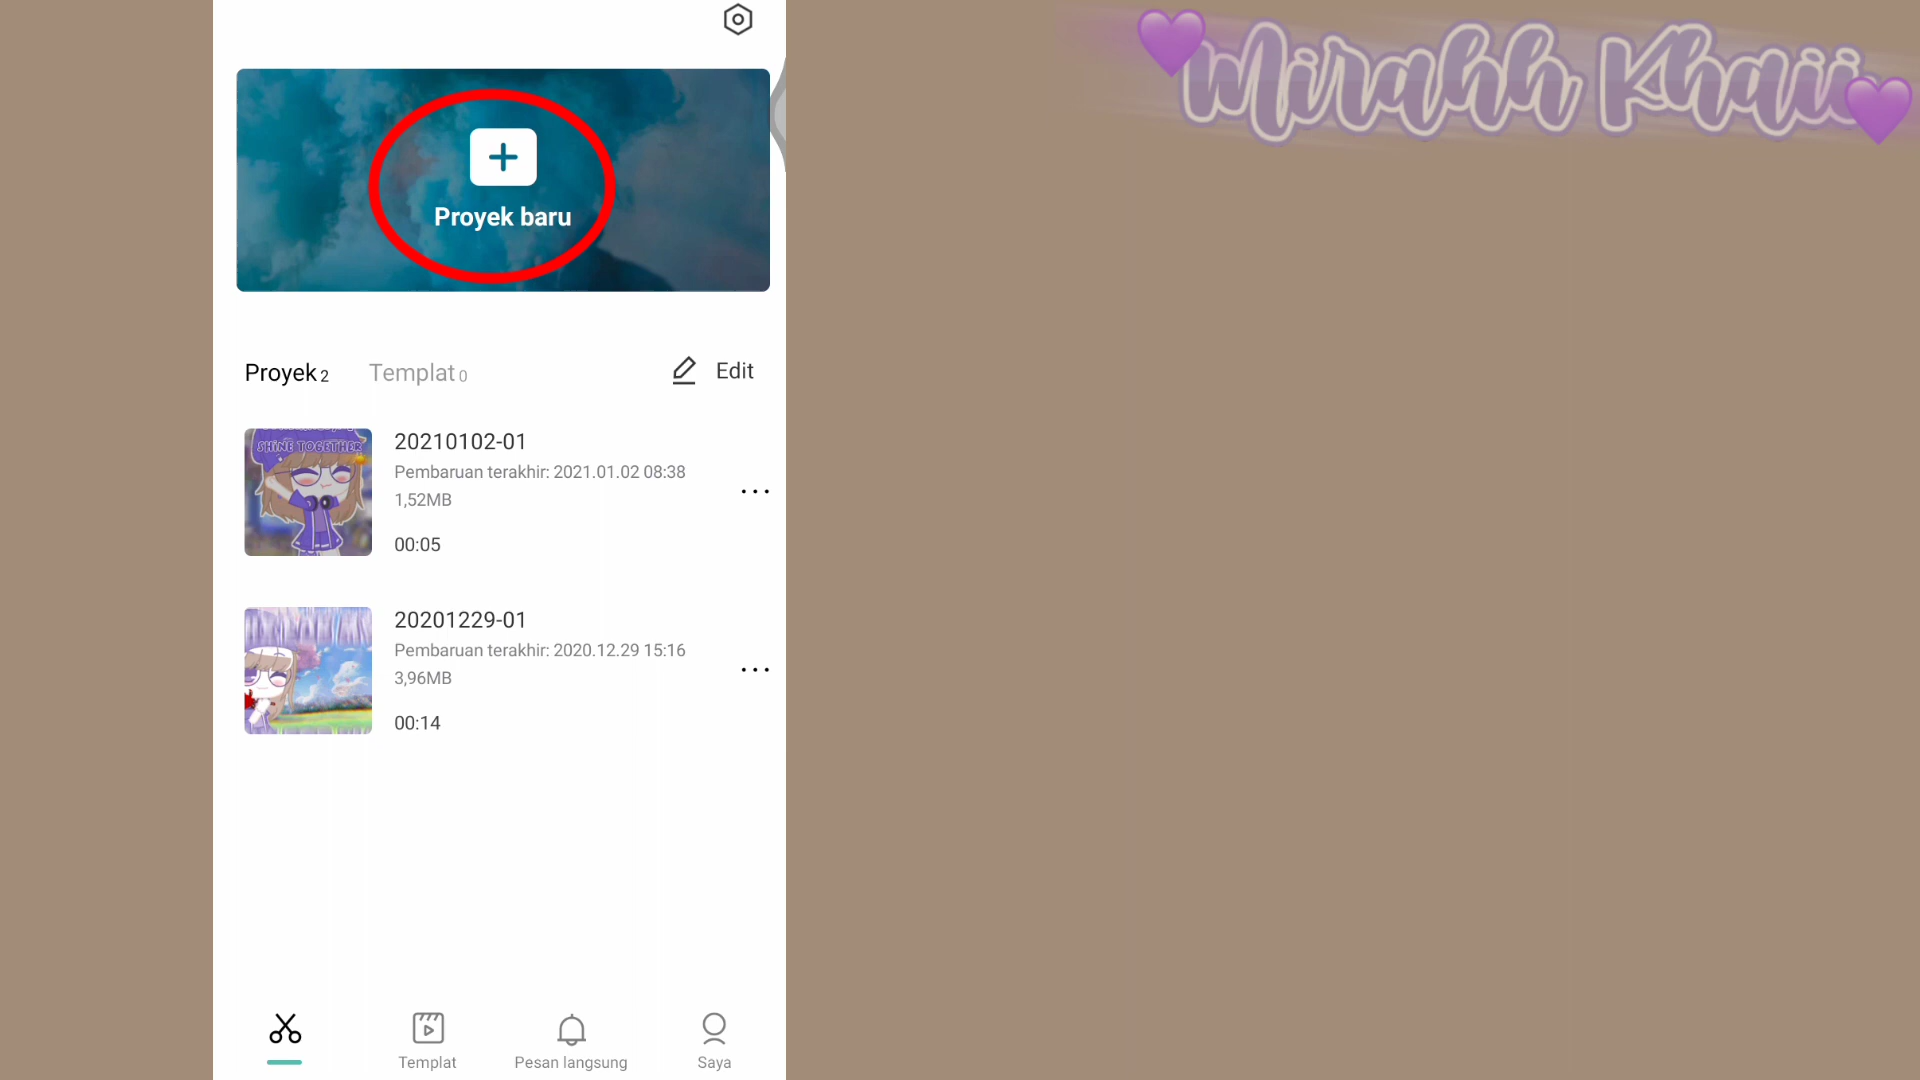 Mirahh Khaii
Proyek baru
Proyek 2 Templat 0 Edit
SHINE TOGETHER
20210102-01
Pembaruan terakhir: 2021.01.02 08:38
1,52MB
00:05
20201229-01
Pembaruan terakhir: 2020.12.29 15:16
3,96MB
00:14
Templat Pesan langsung Saya